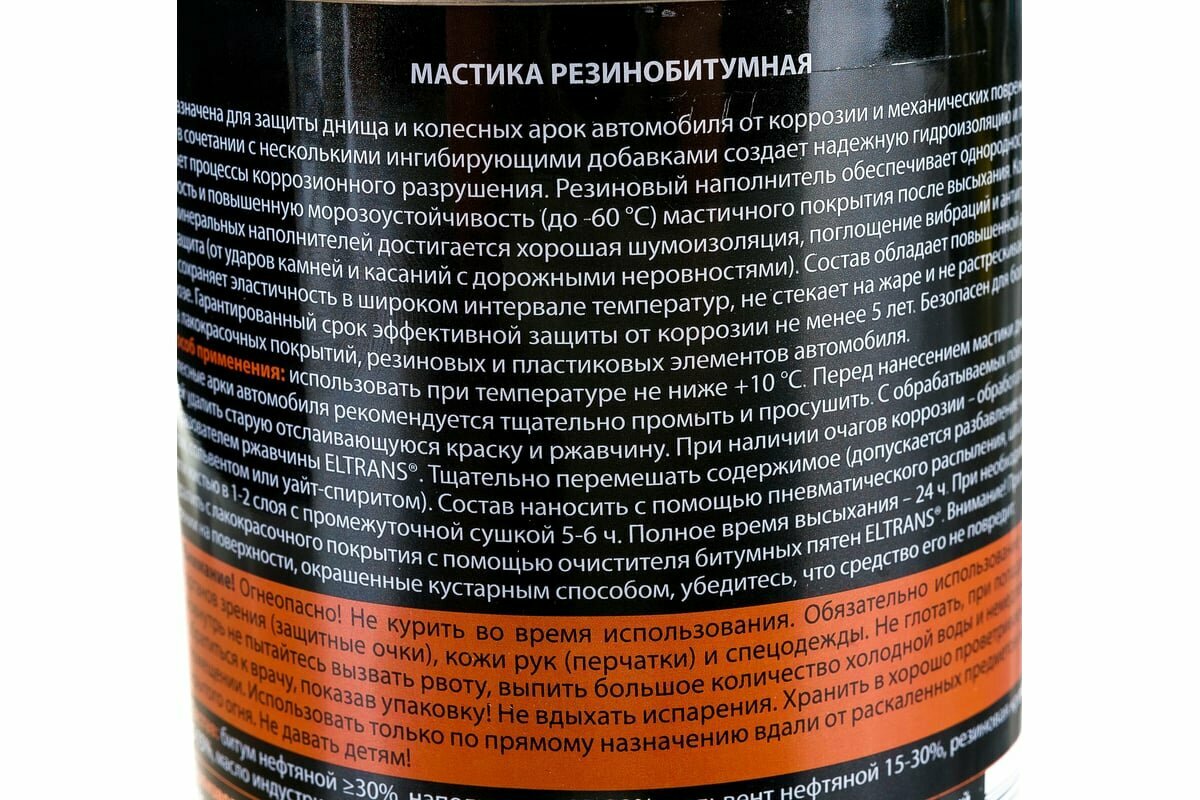 МАСТИКА РЕЗИНОБИТУМНАЯ
для защиты днища и колесных арок автомобиля от коррозии и механических
в сочетании с несколькими ингибирующими добавками создает надежную гидроизоляцию и
процессы коррозионного разрушения. Резиновый наполнитель обеспечивает
и повышенную морозоустойчивость (до -60 °C) мастичного покрытия после высыхания.
наполнителей достигается хорошая шумоизоляция, поглощение вибраций и
(от ударов камней и касаний с дорожными неровностями). Состав обладает повышенной
сохраняет эластичность в широком интервале температур, не стекает на жаре и не
Гарантированный срок эффективной защиты от коррозии не менее 5 лет. Безопасен для
лакокрасочных покрытий, резиновых и пластиковых элементов автомобиля.
применения: использовать при температуре не ниже +10 °C. Перед нанесением мастики
арки автомобиля рекомендуется тщательно промыть и просушить. С обрабатываемых
удалить старую отслаивающуюся краску и ржавчину. При наличии очагов коррозии –
ржавчины ELTRANS®. Тщательно перемешать содержимое (допускается разбавление
или уайт-спиритом). Состав наносить с помощью пневматического распыления,
в 1-2 слоя с промежуточной сушкой 5-6 ч. Полное время высыхания – 24 ч. При
с лакокрасочного покрытия с помощью очистителя битумных пятен ELTRANS®. Внимание!
на поверхности, окрашенные кустарным способом, убедитесь, что средство его не повредит.
Огнеопасно! Не курить во время использования. Обязательно
зрения (защитные очки), кожи рук (перчатки) и спецодежды. Не глотать, при
не пытайтесь вызвать рвоту, выпить большое количество холодной воды и
к врачу, показав упаковку! Не вдыхать испарения. Хранить в хорошо
Использовать только по прямому назначению вдали от раскаленных
огня. Не давать детям!
битум нефтяной ≥30%, нефтяной 15-30%, резиновая
масло